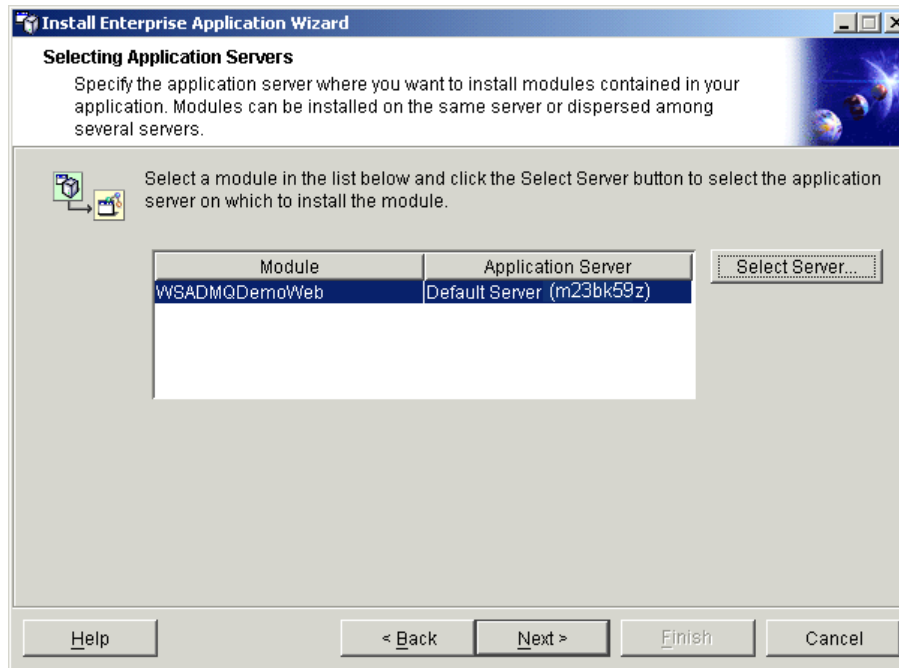 Install Enterprise Application Wizard
Selecting Application Servers
Specify the application server where you want to install modules contained in your
application. Modules can be installed on the same server or dispersed among
several servers.
Select a module in the list below and click the Select Server button to select the application
server on which to install the module.
Module Application Server Select Server...
WSADMQDemoWeb Default Server (m23bk59z)
Help < Back Next > Finish Cancel